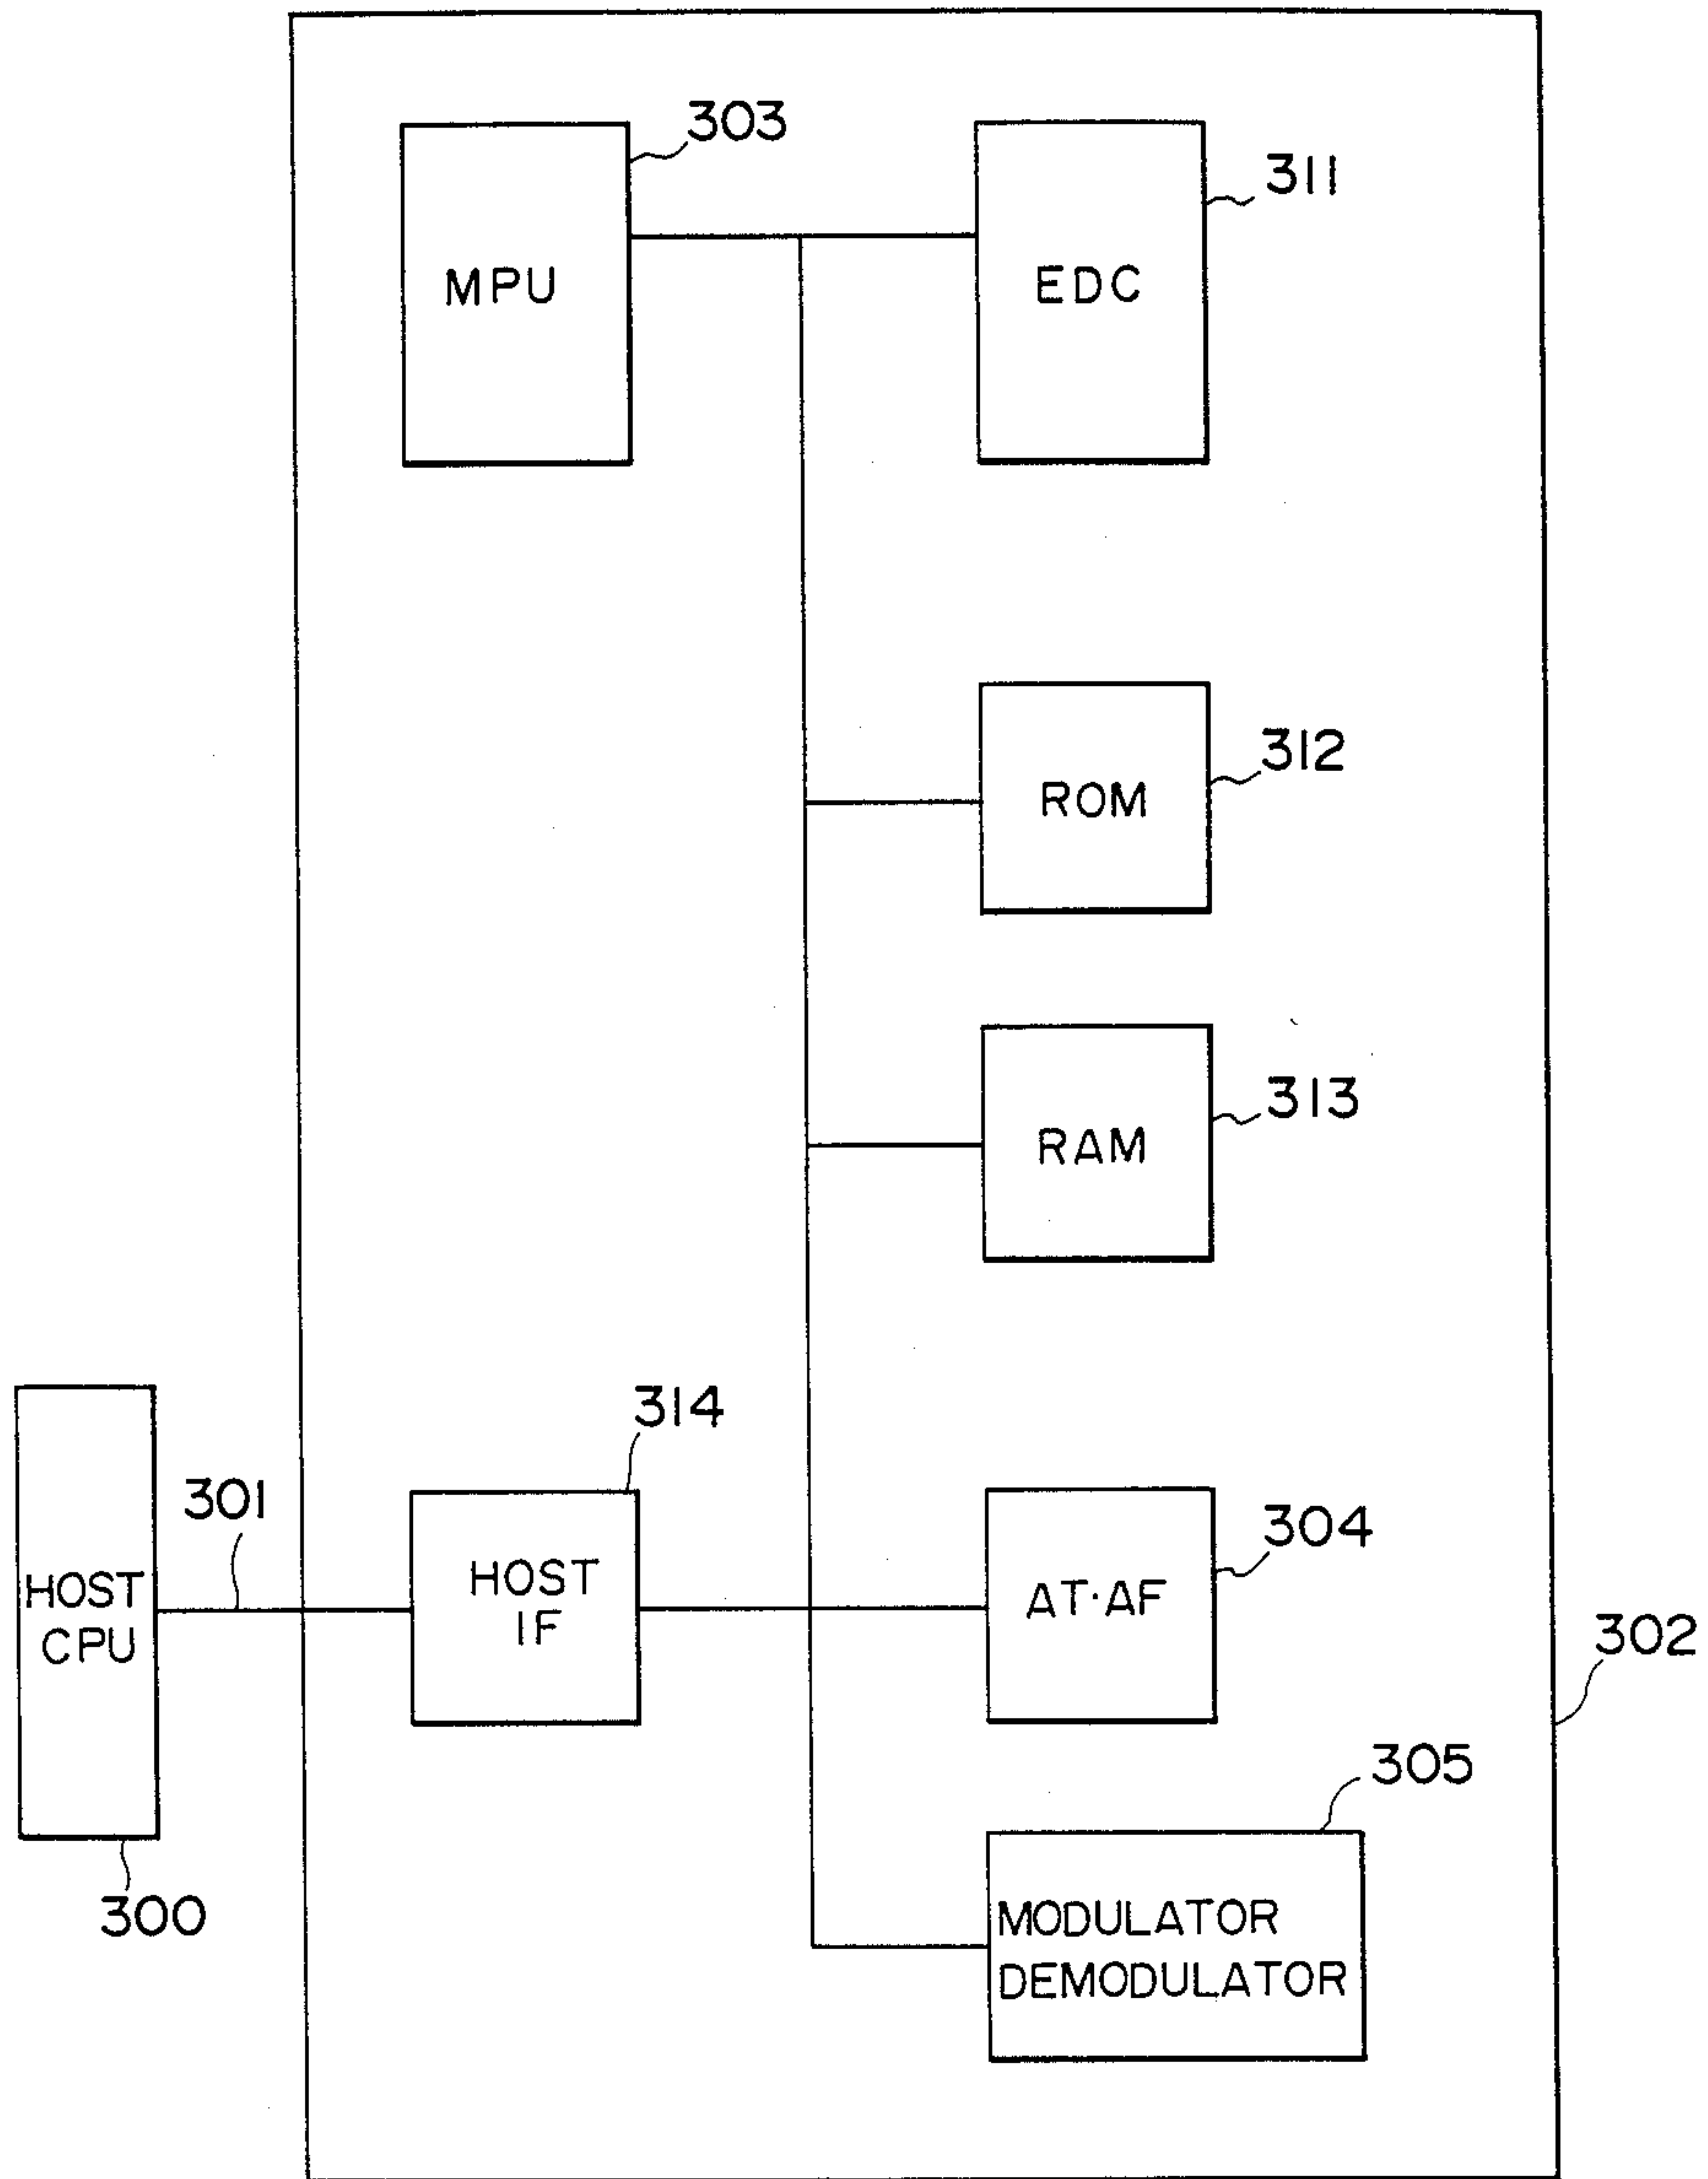 303
311
MPU
EDC
312
ROM
313
RAM
314
301
304
HOST
CPU
HOST
IF
AT·AF
302
305
300
MODULATOR
DEMODULATOR